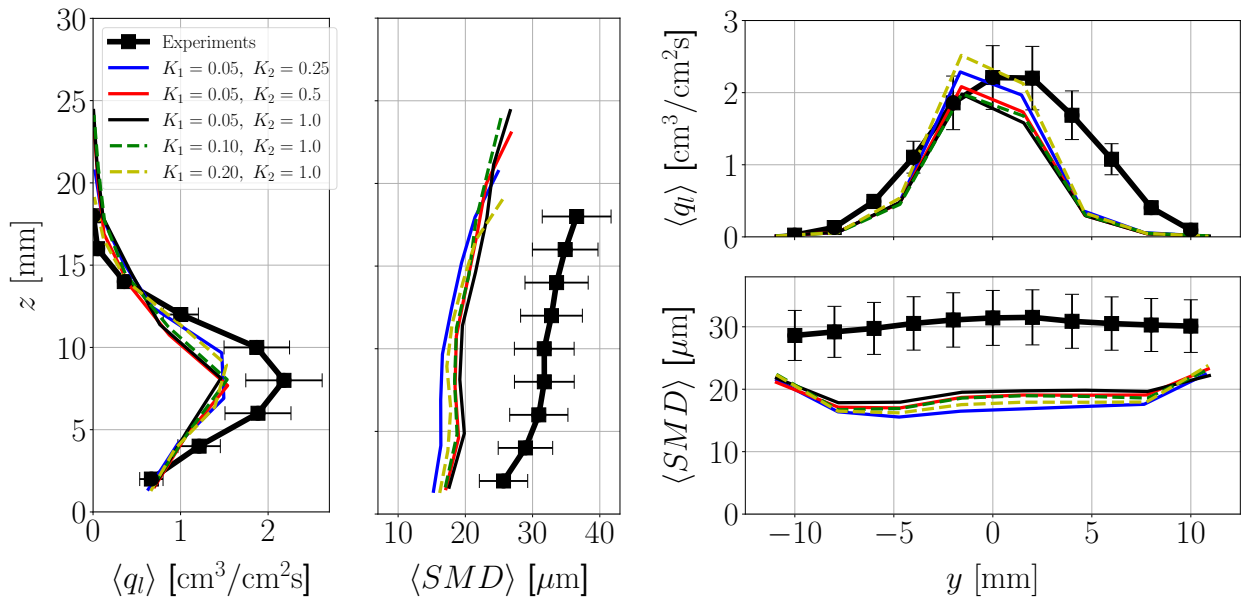 30
25
20
15
10
5
0
z [mm]
0
1
2
⟨q_l⟩ [cm³/cm²s]
Experiments
K₁ = 0.05, K₂ = 0.25
K₁ = 0.05, K₂ = 0.5
K₁ = 0.05, K₂ = 1.0
K₁ = 0.10, K₂ = 1.0
K₁ = 0.20, K₂ = 1.0
10
20
30
40
⟨SMD⟩ [μm]
3
2
1
0
⟨q_l⟩ [cm³/cm²s]
30
20
10
0
⟨SMD⟩ [μm]
−10
−5
0
5
10
y [mm]